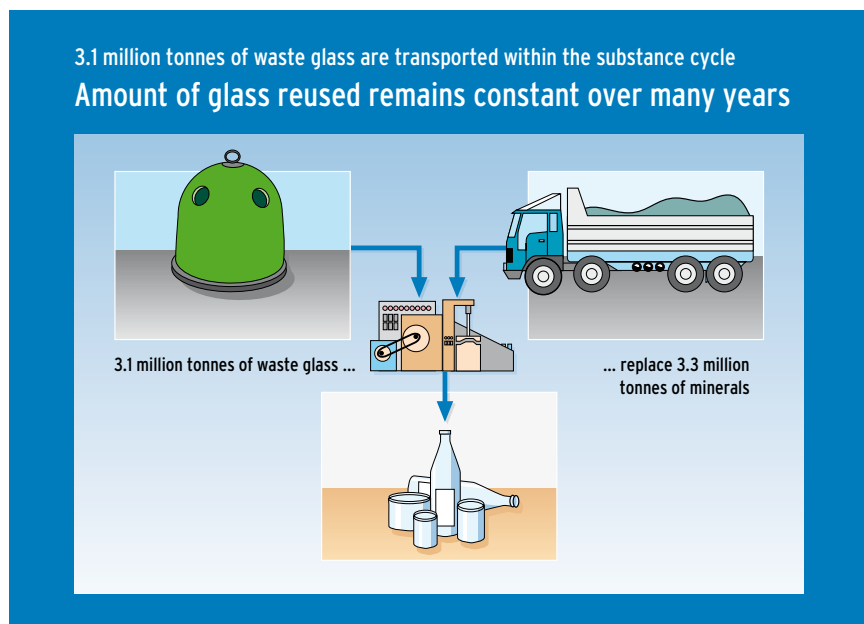 3.1 million tonnes of waste glass are transported within the substance cycle
Amount of glass reused remains constant over many years
3.1 million tonnes of waste glass ...
... replace 3.3 million
tonnes of minerals